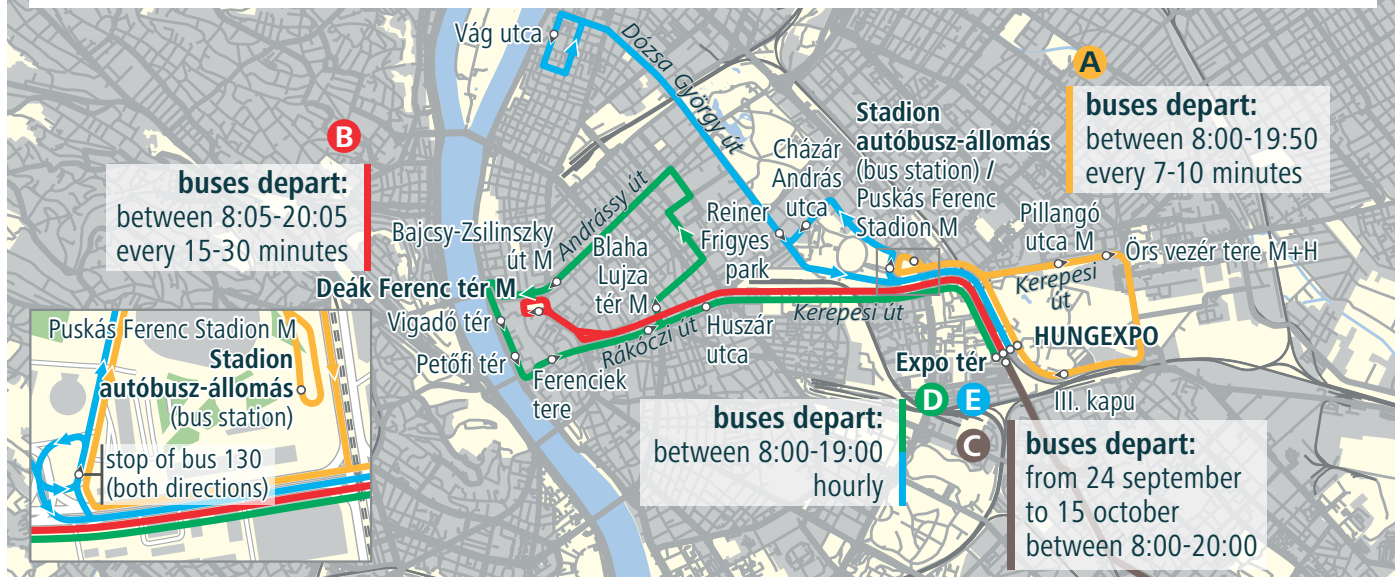 Vág utca
Dózsa György út
A
buses depart:
between 8:00-19:50
every 7-10 minutes
B
buses depart:
between 8:05-20:05
every 15-30 minutes
Stadion
autóbusz-állomás
(bus station) /
Puskás Ferenc
Stadion M
Cházár
András
utca
Reiner
Frigyes
park
Pillangó
utca M
Örs vezér tere M+H
Kerepesi
út
Bajcsy-Zsilinszky
út M
Andrássy út
Blaha
Lujza
tér M
Deák Ferenc tér M
Vigadó tér
Petőfi tér
Ferenciek
tere
Rákóczi út
Huszár
utca
Kerepesi út
HUNGEXPO
Expo tér
III. kapu
Puskás Ferenc Stadion M
Stadion
autóbusz-állomás
(bus station)
stop of bus 130
(both directions)
D E
buses depart:
between 8:00-19:00
hourly
C
buses depart:
from 24 september
to 15 october
between 8:00-20:00